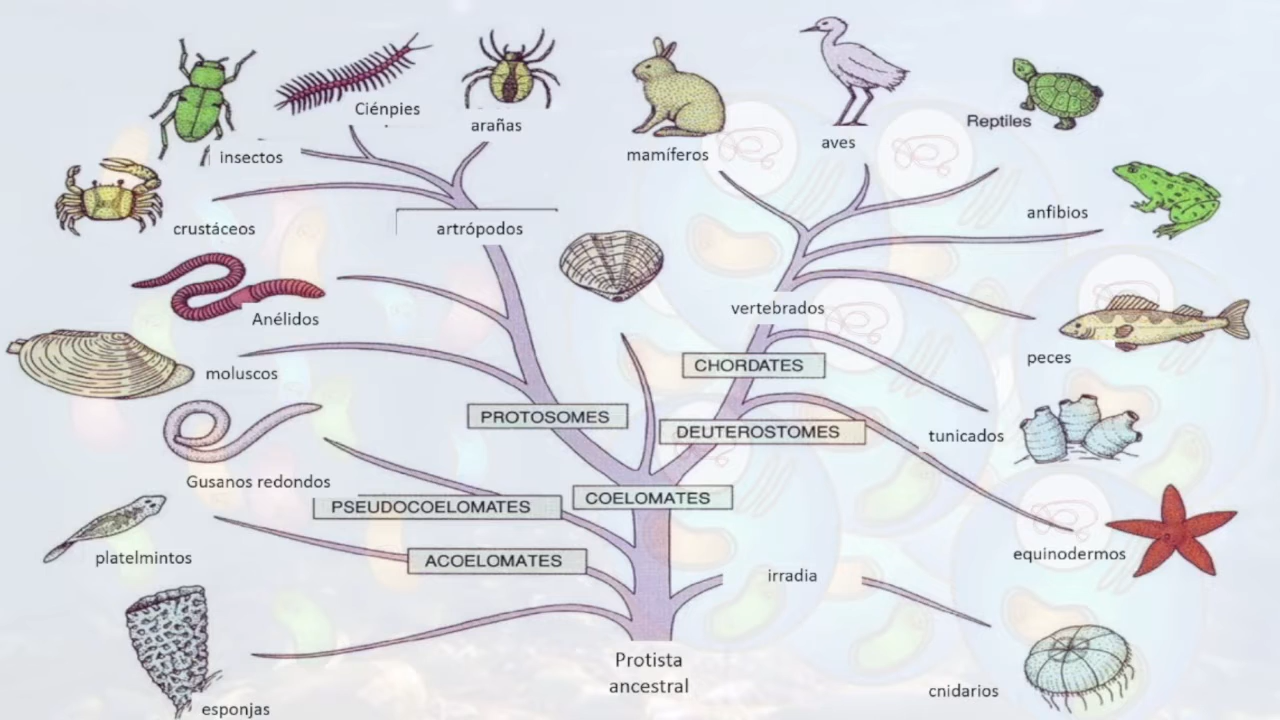 Ciénpies
arañas
Reptiles
insectos
mamíferos
aves
crustáceos
artrópodos
anfibios
Anélidos
vertebrados
moluscos
CHORDATES
peces
PROTOSOMES
DEUTEROSTOMES
tunicados
Gusanos redondos
PSEUDOCOELOMATES
COELOMATES
platelmintos
ACOELOMATES
equinodermos
irradia
Protista
ancestral
cnidarios
esponjas